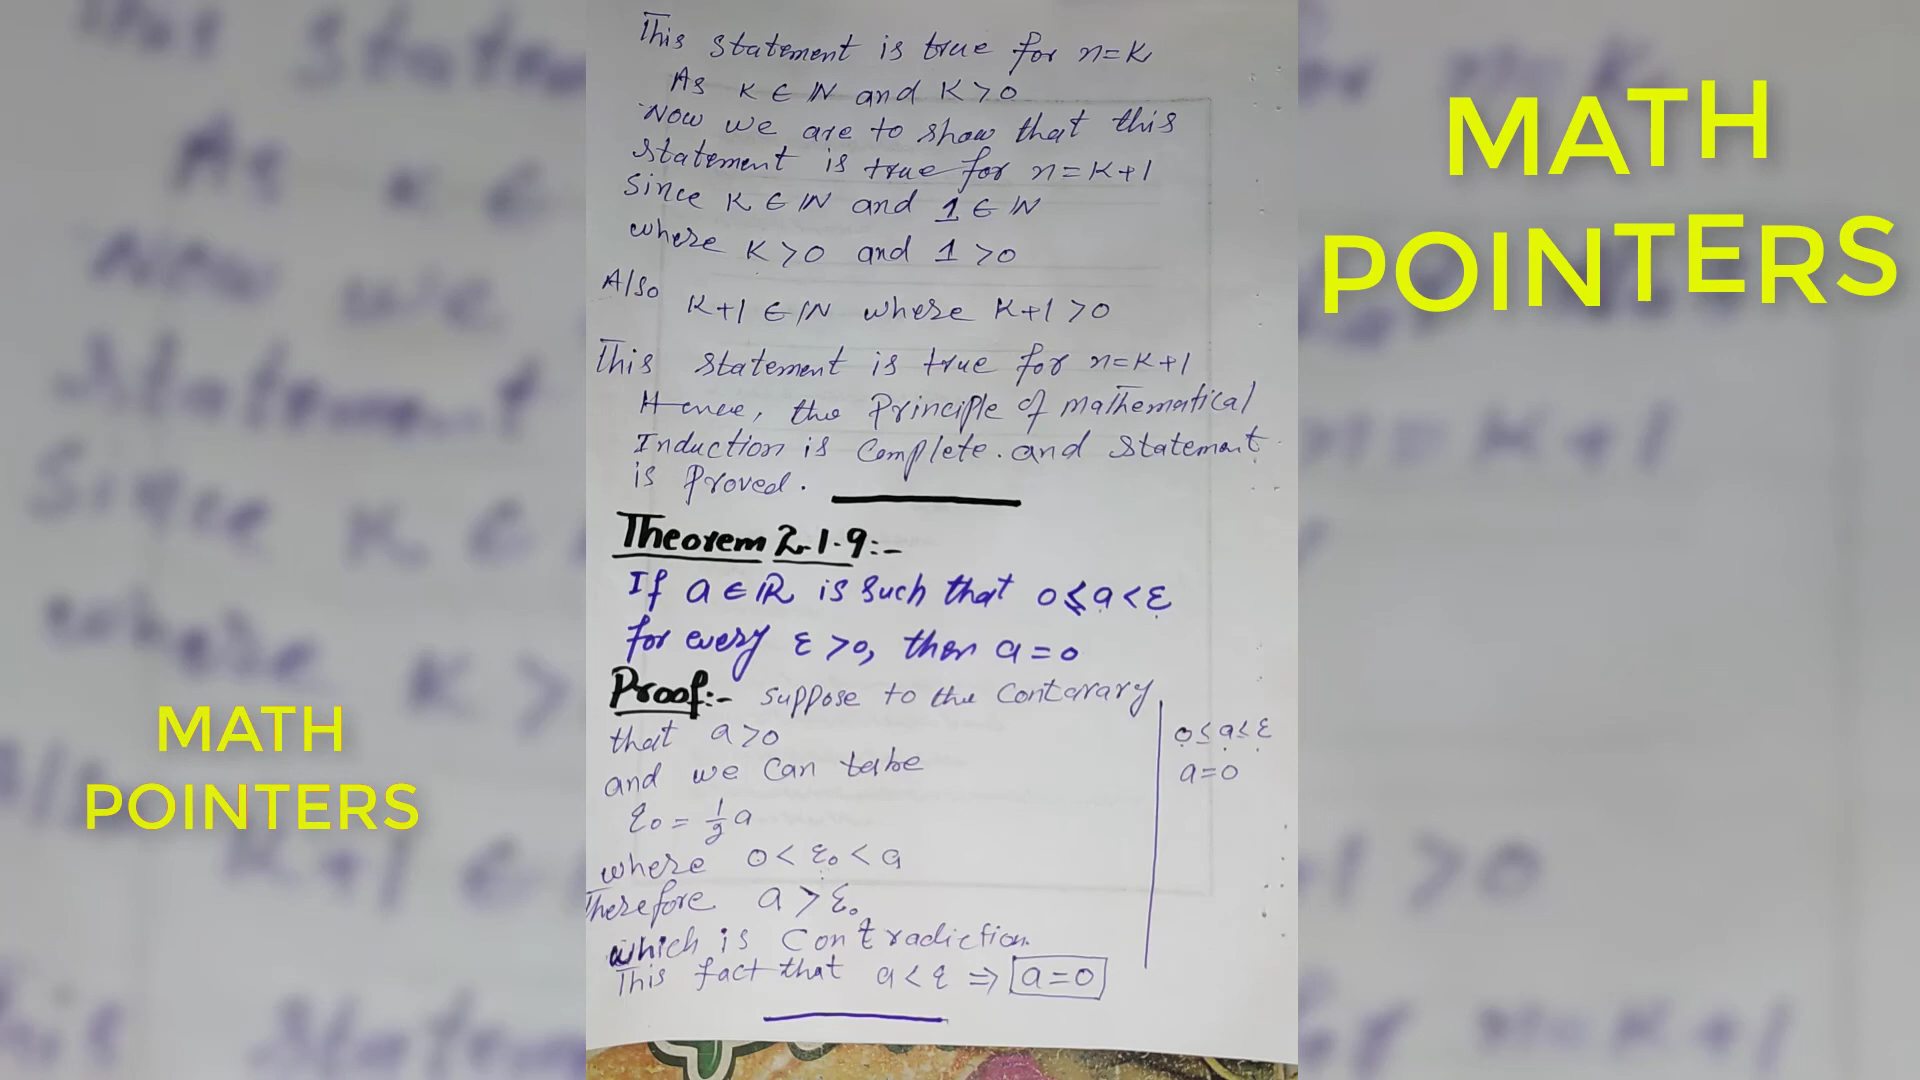 This statement is true for n=K
As K ∈ ℕ and K>0
Now we are to show that this
statement is true for n=K+1
Since K ∈ ℕ and 1 ∈ ℕ
where K>0 and 1>0
Also
K+1 ∈ ℕ where K+1>0
This statement is true for n=K+1
Hence, the Principle of mathematical
Induction is Complete. and statement
is Proved.
Theorem 2.1.9:-
If a ∈ ℝ is such that 0≤a<ε
for every ε>0, then a=0
Proof:- suppose to the Contarary
that a>0
and we can take
ε₀ = 1/2 a
where 0<ε₀<a
Therefore a>ε₀
which is Contradiction.
This fact that a<ε ⇒ a=0
0≤a≤ε
a=0
MATH
POINTERS
MATH
POINTERS